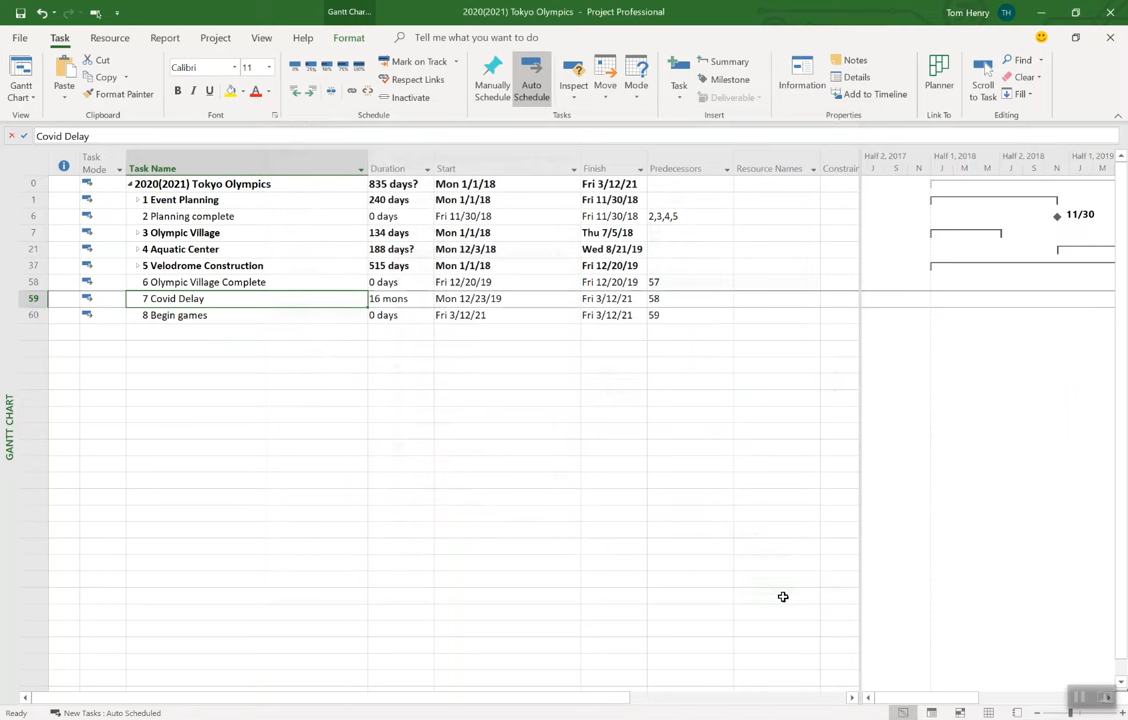 Gantt Char...
2020(2021) Tokyo Olympics - Project Professional
Tom Henry
TH
File Task Resource Report Project View Help Format Tell me what you want to do
Gantt Chart
View
Paste
Cut
Copy
Format Painter
Clipboard
Calibri 11
B I U A
Font
0% 25% 50% 75% 100%
Mark on Track
Respect Links
Inactivate
Schedule
Manually Schedule
Auto Schedule
Inspect
Move
Mode
Tasks
Task
Summary
Milestone
Deliverable
Insert
Information
Notes
Details
Add to Timeline
Properties
Planner
Link To
Scroll to Task
Find
Clear
Fill
Editing
Covid Delay
Task Mode Task Name Duration Start Finish Predecessors Resource Names Constrain
Half 2, 2017 Half 1, 2018 Half 2, 2018 Half 1, 2019
J S N J M M J S N J M
0 2020(2021) Tokyo Olympics 835 days? Mon 1/1/18 Fri 3/12/21
1 1 Event Planning 240 days Mon 1/1/18 Fri 11/30/18
6 2 Planning complete 0 days Fri 11/30/18 Fri 11/30/18 2,3,4,5 11/30
7 3 Olympic Village 134 days Mon 1/1/18 Thu 7/5/18
21 4 Aquatic Center 188 days? Mon 12/3/18 Wed 8/21/19
37 5 Velodrome Construction 515 days Mon 1/1/18 Fri 12/20/19
58 6 Olympic Village Complete 0 days Fri 12/20/19 Fri 12/20/19 57
59 7 Covid Delay 16 mons Mon 12/23/19 Fri 3/12/21 58
60 8 Begin games 0 days Fri 3/12/21 Fri 3/12/21 59
GANTT CHART
Ready New Tasks : Auto Scheduled